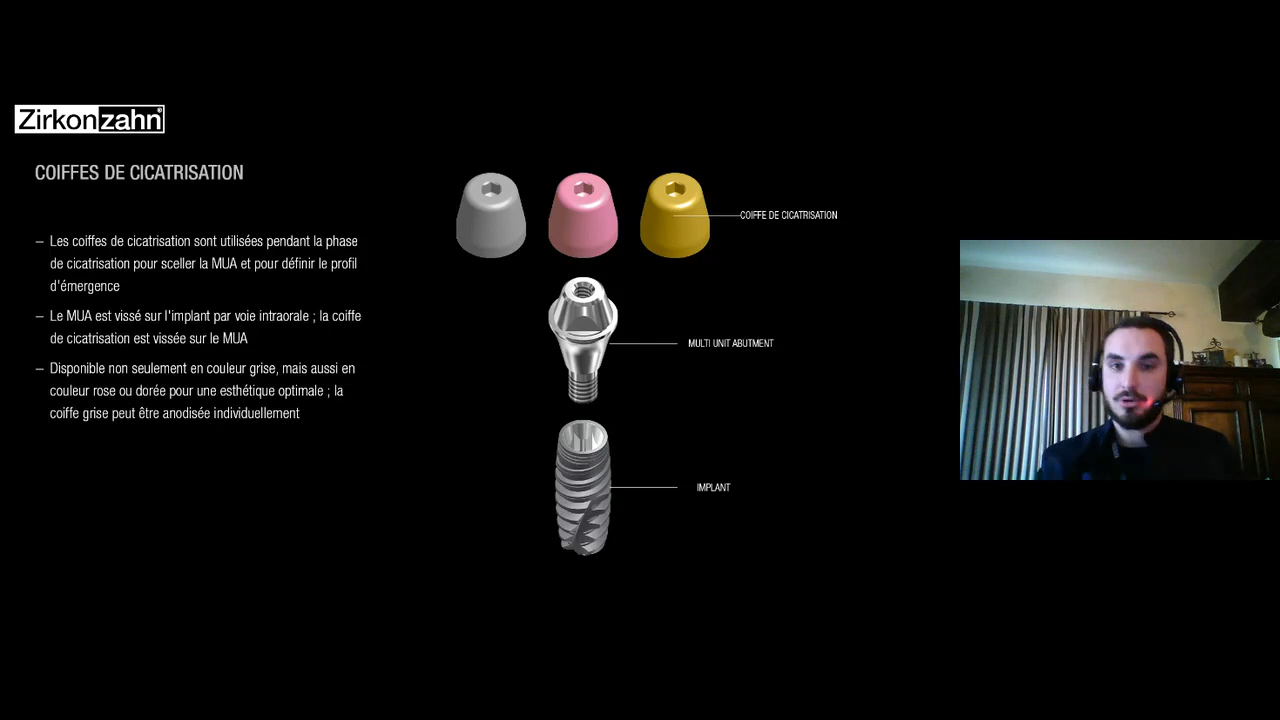 Zirkonzahn®
COIFFES DE CICATRISATION
– Les coiffes de cicatrisation sont utilisées pendant la phase
de cicatrisation pour sceller la MUA et pour définir le profil
d'émergence
– Le MUA est vissé sur l'implant par voie intraorale ; la coiffe
de cicatrisation est vissée sur le MUA
– Disponible non seulement en couleur grise, mais aussi en
couleur rose ou dorée pour une esthétique optimale ; la
coiffe grise peut être anodisée individuellement
COIFFE DE CICATRISATION
MULTI UNIT ABUTMENT
IMPLANT